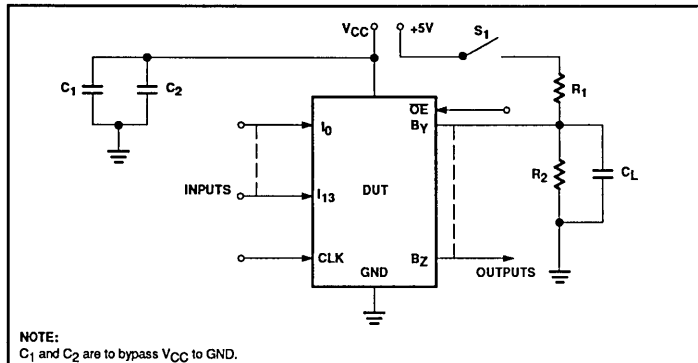 VCC +5V S1
C1 C2 R1
OE
I0 BY
INPUTS DUT R2 CL
I13
CLK BZ
GND OUTPUTS
NOTE:
C1 and C2 are to bypass VCC to GND.